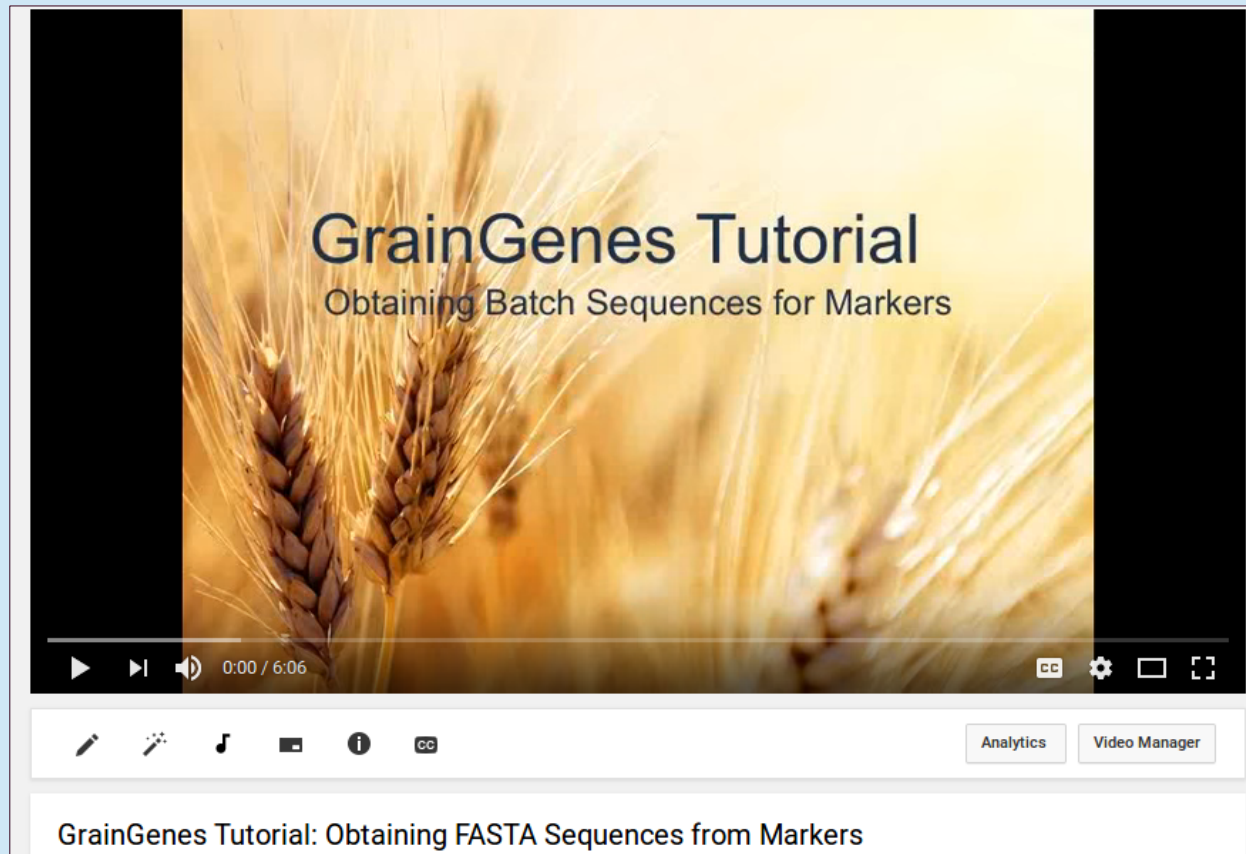 GrainGenes Tutorial
Obtaining Batch Sequences for Markers
0:00 / 6:06
CC
CC
Analytics
Video Manager
GrainGenes Tutorial: Obtaining FASTA Sequences from Markers